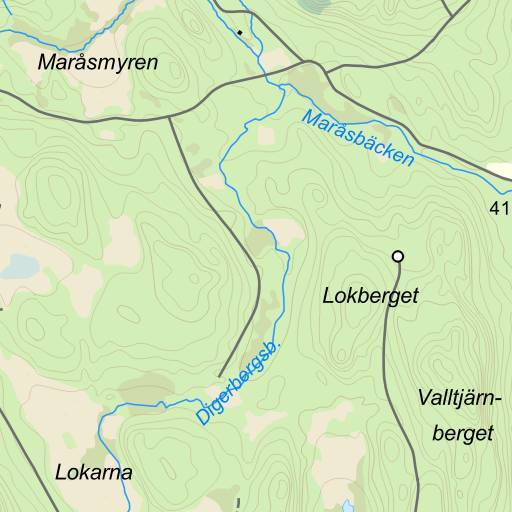 Maråsmyren
Maråsbäcken
41
Lokberget
Digerbergsb.
Valltjärn-
berget
Lokarna